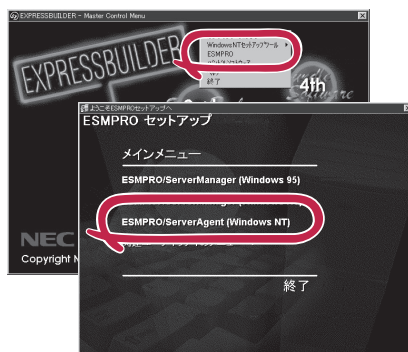 EXPRESSBUILDER - Master Control Menu
EXPRESSBUILDER
Windows NTセットアップツール
ESMPRO
終了
4th
NEC
Copyright N
ようこそESMPROセットアップへ
ESMPRO セットアップ
メインメニュー
ESMPRO/ServerManager (Windows 95)
ESMPRO/ServerAgent (Windows NT)
終了